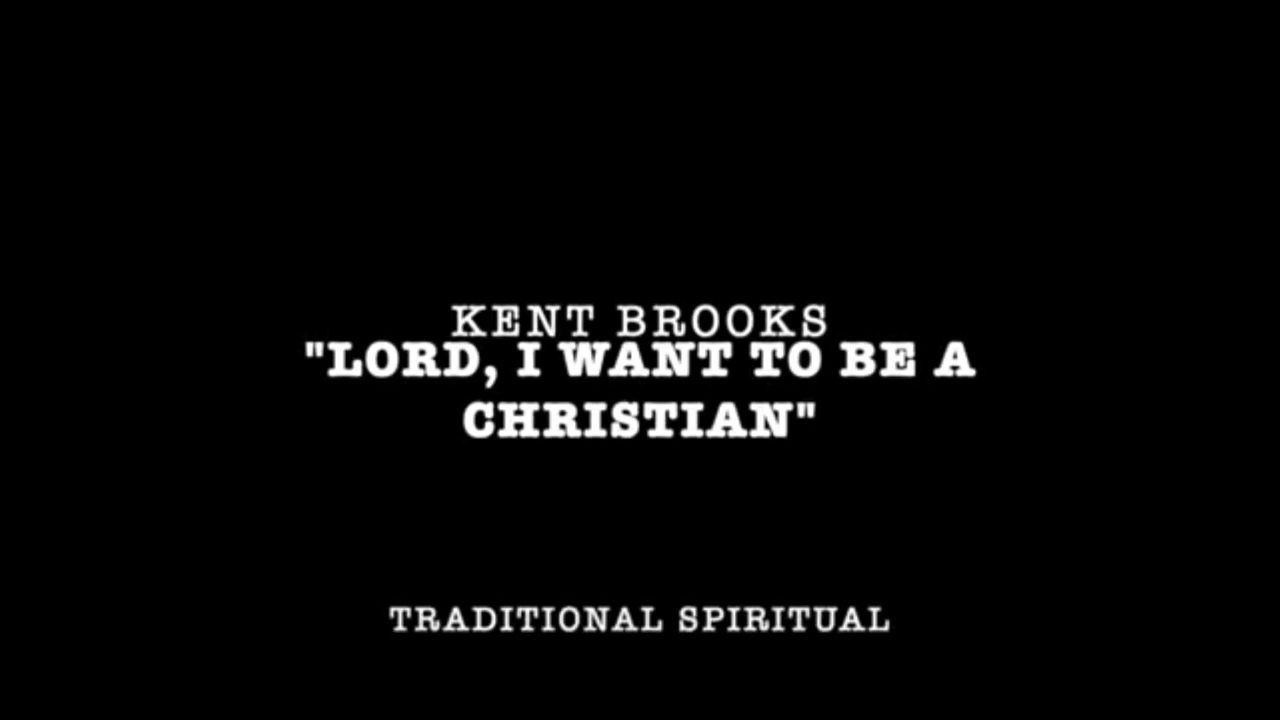 KENT BROOKS
"LORD, I WANT TO BE A
CHRISTIAN"
TRADITIONAL SPIRITUAL